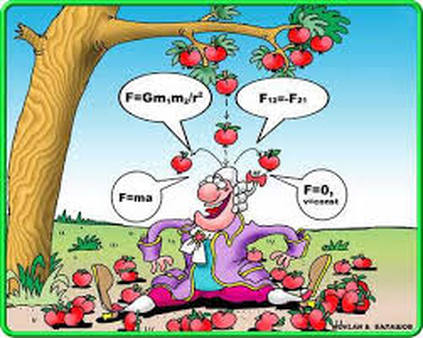 F=Gm₁m₂/r²
F₁₂=-F₂₁
F=ma
F=0,
v=const